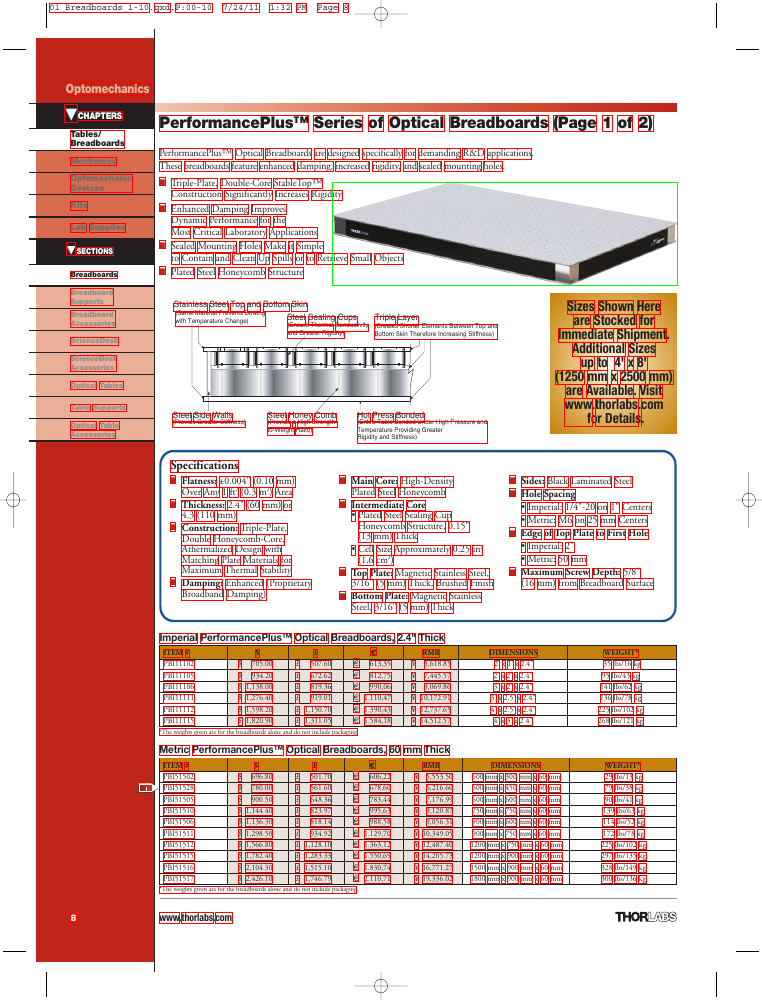 01 Breadboards 1-10.qxd.P:00-10 7/24/11 1:32 PM Page 8
Optomechanics
CHAPTERS
Tables/
Breadboards
Mechanics
Optomechanic
Devices
Kits
Lab Supplies
SECTIONS
Breadboards
Breadboard
Supports
Breadboard
Accessories
ScienceDesk
ScienceDesk
Accessories
Optical Tables
Table Supports
Optical Table
Accessories
PerformancePlus™ Series of Optical Breadboards (Page 1 of 2)
PerformancePlus™ Optical Breadboards are designed specifically for demanding R&D applications.
These breadboards feature enhanced damping, increased rigidity, and sealed mounting holes.
Triple-Plate, Double-Core StableTop™
Construction Significantly Increases Rigidity
Enhanced Damping Improves
Dynamic Performance for the
Most Critical Laboratory Applications
Sealed Mounting Holes Make it Simple
to Contain and Clean Up Spills or to Retrieve Small Objects
Plated Steel Honeycomb Structure
THORLABS
Stainless Steel Top and Bottom Skin
(Same Material Prevents Bowing
with Temperature Change)
Steel Sealing Cups
(Greater Thermal Conductivity
and Greater Rigidity)
Triple Layer
(Created Shorter Elements Between Top and
Bottom Skin Therefore Increasing Stiffness)
Steel Side Walls
(Provides Greater Stiffness)
Steel Honey Comb
(Provides a High Strength
to Weight Ratio)
Hot Press Bonded
(Entire Table Bonded Under High Pressure and
Temperature Providing Greater
Rigidity and Stiffness)
Sizes Shown Here
are Stocked for
Immediate Shipment.
Additional Sizes
up to 4' x 8'
(1250 mm x 2500 mm)
are Available. Visit
www.thorlabs.com
for Details.
Specifications
Flatness: ±0.004" (0.10 mm)
Over Any 1 ft² (0.3 m²) Area
Thickness: 2.4" (60 mm) or
4.3 (110 mm)
Construction: Triple-Plate,
Double Honeycomb-Core,
Athermalized Design with
Matching Plate Materials for
Maximum Thermal Stability
Damping: Enhanced (Proprietary
Broadband Damping)
Main Core: High-Density
Plated Steel Honeycomb
Intermediate Core
• Plated Steel Sealing Cup
Honeycomb Structure, 0.15"
(13 mm) Thick
• Cell Size Approximately 0.25 in²
(1.6 cm²)
Top Plate: Magnetic Stainless Steel,
3/16" (5 mm) Thick, Brushed Finish
Bottom Plate: Magnetic Stainless
Steel, 3/16" (5 mm) Thick
Sides: Black Laminated Steel
Hole Spacing
• Imperial: 1/4"-20 on 1" Centers
• Metric: M6 on 25 mm Centers
Edge of Top Plate to First Hole
• Imperial: 2"
• Metric: 50 mm
Maximum Screw Depth: 5/8"
(16 mm) from Breadboard Surface
Imperial PerformancePlus™ Optical Breadboards, 2.4" Thick
ITEM # $ £ € RMB DIMENSIONS WEIGHT*
PBI11102 $ 705.00 £ 507.60 € 613,35 ¥ 5,618.85 2' x 1' x 2.4" 35 lbs/16 kg
PBI11105 $ 934.20 £ 672.62 € 812,75 ¥ 7,445.57 2' x 2' x 2.4" 95 lbs/43 kg
PBI11106 $ 1,138.00 £ 819.36 € 990,06 ¥ 9,069.86 3' x 2' x 2.4" 141 lbs/62 kg
PBI11111 $ 1,276.40 £ 919.01 € 1.110,47 ¥ 10,172.91 3' x 2.5' x 2.4" 136 lbs/78 kg
PBI11112 $ 1,598.20 £ 1,150.70 € 1.390,43 ¥ 12,737.65 4' x 2.5' x 2.4" 225 lbs/102 kg
PBI11115 $ 1,820.90 £ 1,311.05 € 1.584,18 ¥ 14,512.57 4' x 3' x 2.4" 268 lbs/121 kg
*The weights given are for the breadboards alone and do not include packaging
Metric PerformancePlus™ Optical Breadboards, 60 mm Thick
ITEM # $ £ € RMB DIMENSIONS WEIGHT*
PBI51502 $ 696.80 £ 501.70 € 606,22 ¥ 5,553.50 600 mm x 300 mm x 60 mm 29 lbs/13 kg
PBI51528 $ 780.00 £ 561.60 € 678,60 ¥ 6,216.60 600 mm x 450 mm x 60 mm 79 lbs/38 kg
PBI51505 $ 900.50 £ 648.36 € 783,44 ¥ 7,176.99 600 mm x 600 mm x 60 mm 90 lbs/41 kg
PBI51510 $ 1,144.40 £ 823.97 € 995,63 ¥ 9,120.87 750 mm x 750 mm x 60 mm 139 lbs/63 kg
PBI51506 $ 1,136.30 £ 818.14 € 988,58 ¥ 9,056.31 900 mm x 600 mm x 60 mm 114 lbs/52 kg
PBI51511 $ 1,298.50 £ 934.92 € 1.129,70 ¥ 10,349.05 900 mm x 750 mm x 60 mm 172 lbs/78 kg
PBI51512 $ 1,566.80 £ 1,128.10 € 1.363,12 ¥ 12,487.40 1200 mm x 750 mm x 60 mm 225 lbs/102 kg
PBI51515 $ 1,782.40 £ 1,283.33 € 1.550,69 ¥ 14,205.73 1200 mm x 900 mm x 60 mm 297 lbs/135 kg
PBI51516 $ 2,104.30 £ 1,515.10 € 1.830,74 ¥ 16,771.27 1500 mm x 900 mm x 60 mm 328 lbs/149 kg
PBI51517 $ 2,426.10 £ 1,746.79 € 2.110,71 ¥ 19,336.02 1800 mm x 900 mm x 60 mm 300 lbs/136 kg
*The weights given are for the breadboards alone and do not include packaging
8
www.thorlabs.com
THORLABS